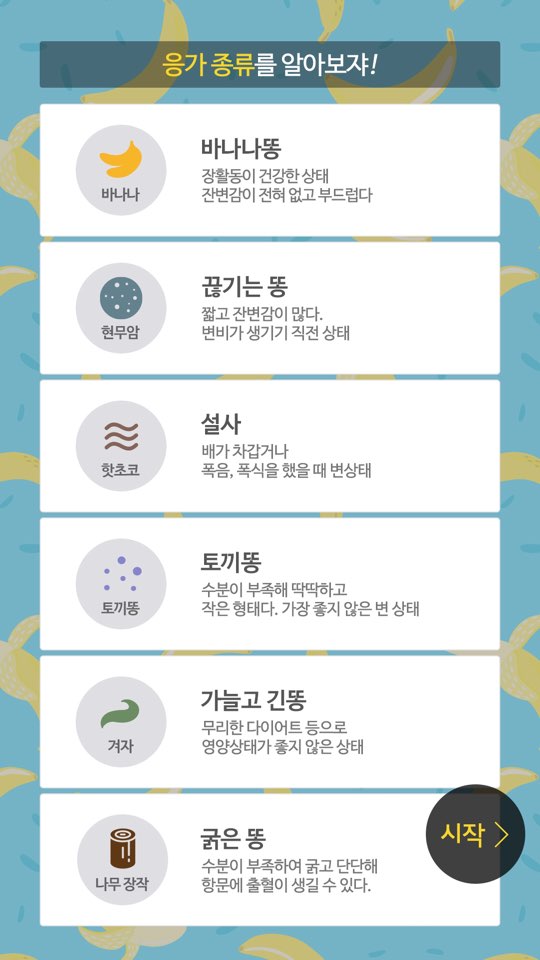 응가 종류를 알아보자!
바나나똥
장활동이 건강한 상태
잔변감이 전혀 없고 부드럽다
바나나
끊기는 똥
짧고 잔변감이 많다.
변비가 생기기 직전 상태
현무암
설사
배가 차갑거나
폭음, 폭식을 했을 때 변상태
핫초코
토끼똥
수분이 부족해 딱딱하고
작은 형태다. 가장 좋지 않은 변 상태
토끼똥
가늘고 긴똥
무리한 다이어트 등으로
영양상태가 좋지 않은 상태
겨자
굵은 똥
수분이 부족하여 굵고 단단해
항문에 출혈이 생길 수 있다.
나무 장작
시작